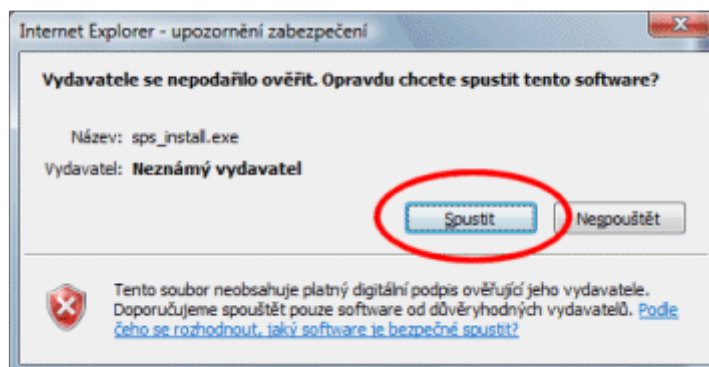 Internet Explorer - upozornění zabezpečení
Vydavatele se nepodařilo ověřit. Opravdu chcete spustit tento software?
Název: sps_install.exe
Vydavatel: Neznámý vydavatel
Spustit Nespouštět
Tento soubor neobsahuje platný digitální podpis ověřující jeho vydavatele.
Doporučujeme spouštět pouze software od důvěryhodných vydavatelů. Podle
čeho se rozhodnout, jaký software je bezpečné spustit?